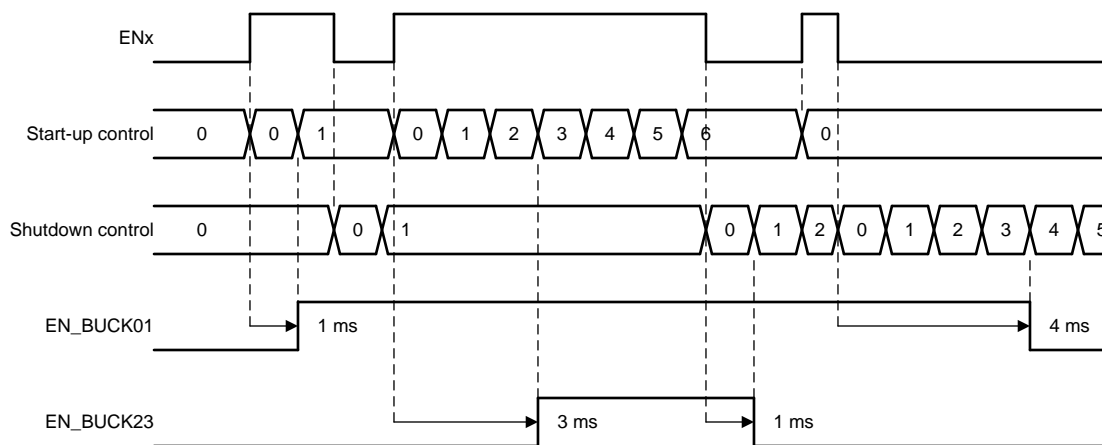 ENx
Start-up control 0 0 1 0 1 2 3 4 5 6 0
Shutdown control 0 0 1 0 1 2 0 1 2 3 4 5
EN_BUCK01 1 ms 4 ms
EN_BUCK23 3 ms 1 ms